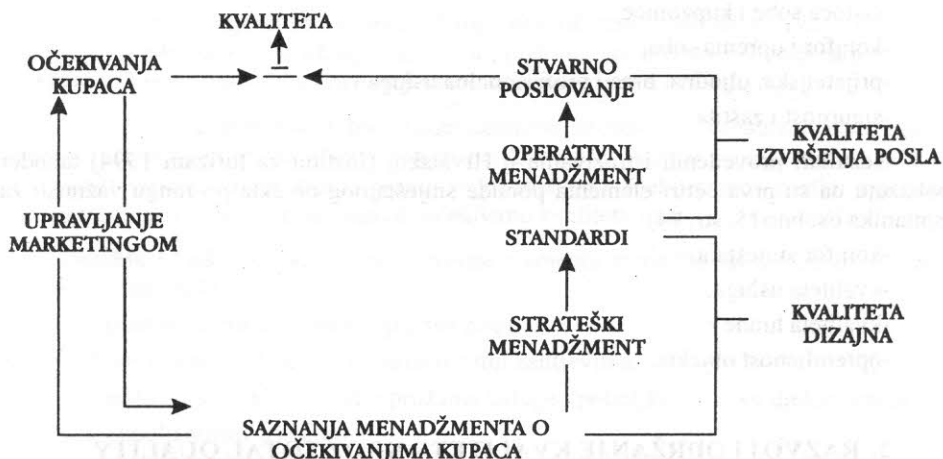 KVALITETA
OČEKIVANJA
KUPACA
STVARNO
POSLOVANJE
KVALITETA
IZVRŠENJA POSLA
OPERATIVNI
MENADŽMENT
UPRAVLJANJE
MARKETINGOM
STANDARDI
KVALITETA
DIZAJNA
STRATEŠKI
MENADŽMENT
SAZNANJA MENADŽMENTA O
OČEKIVANJIMA KUPACA